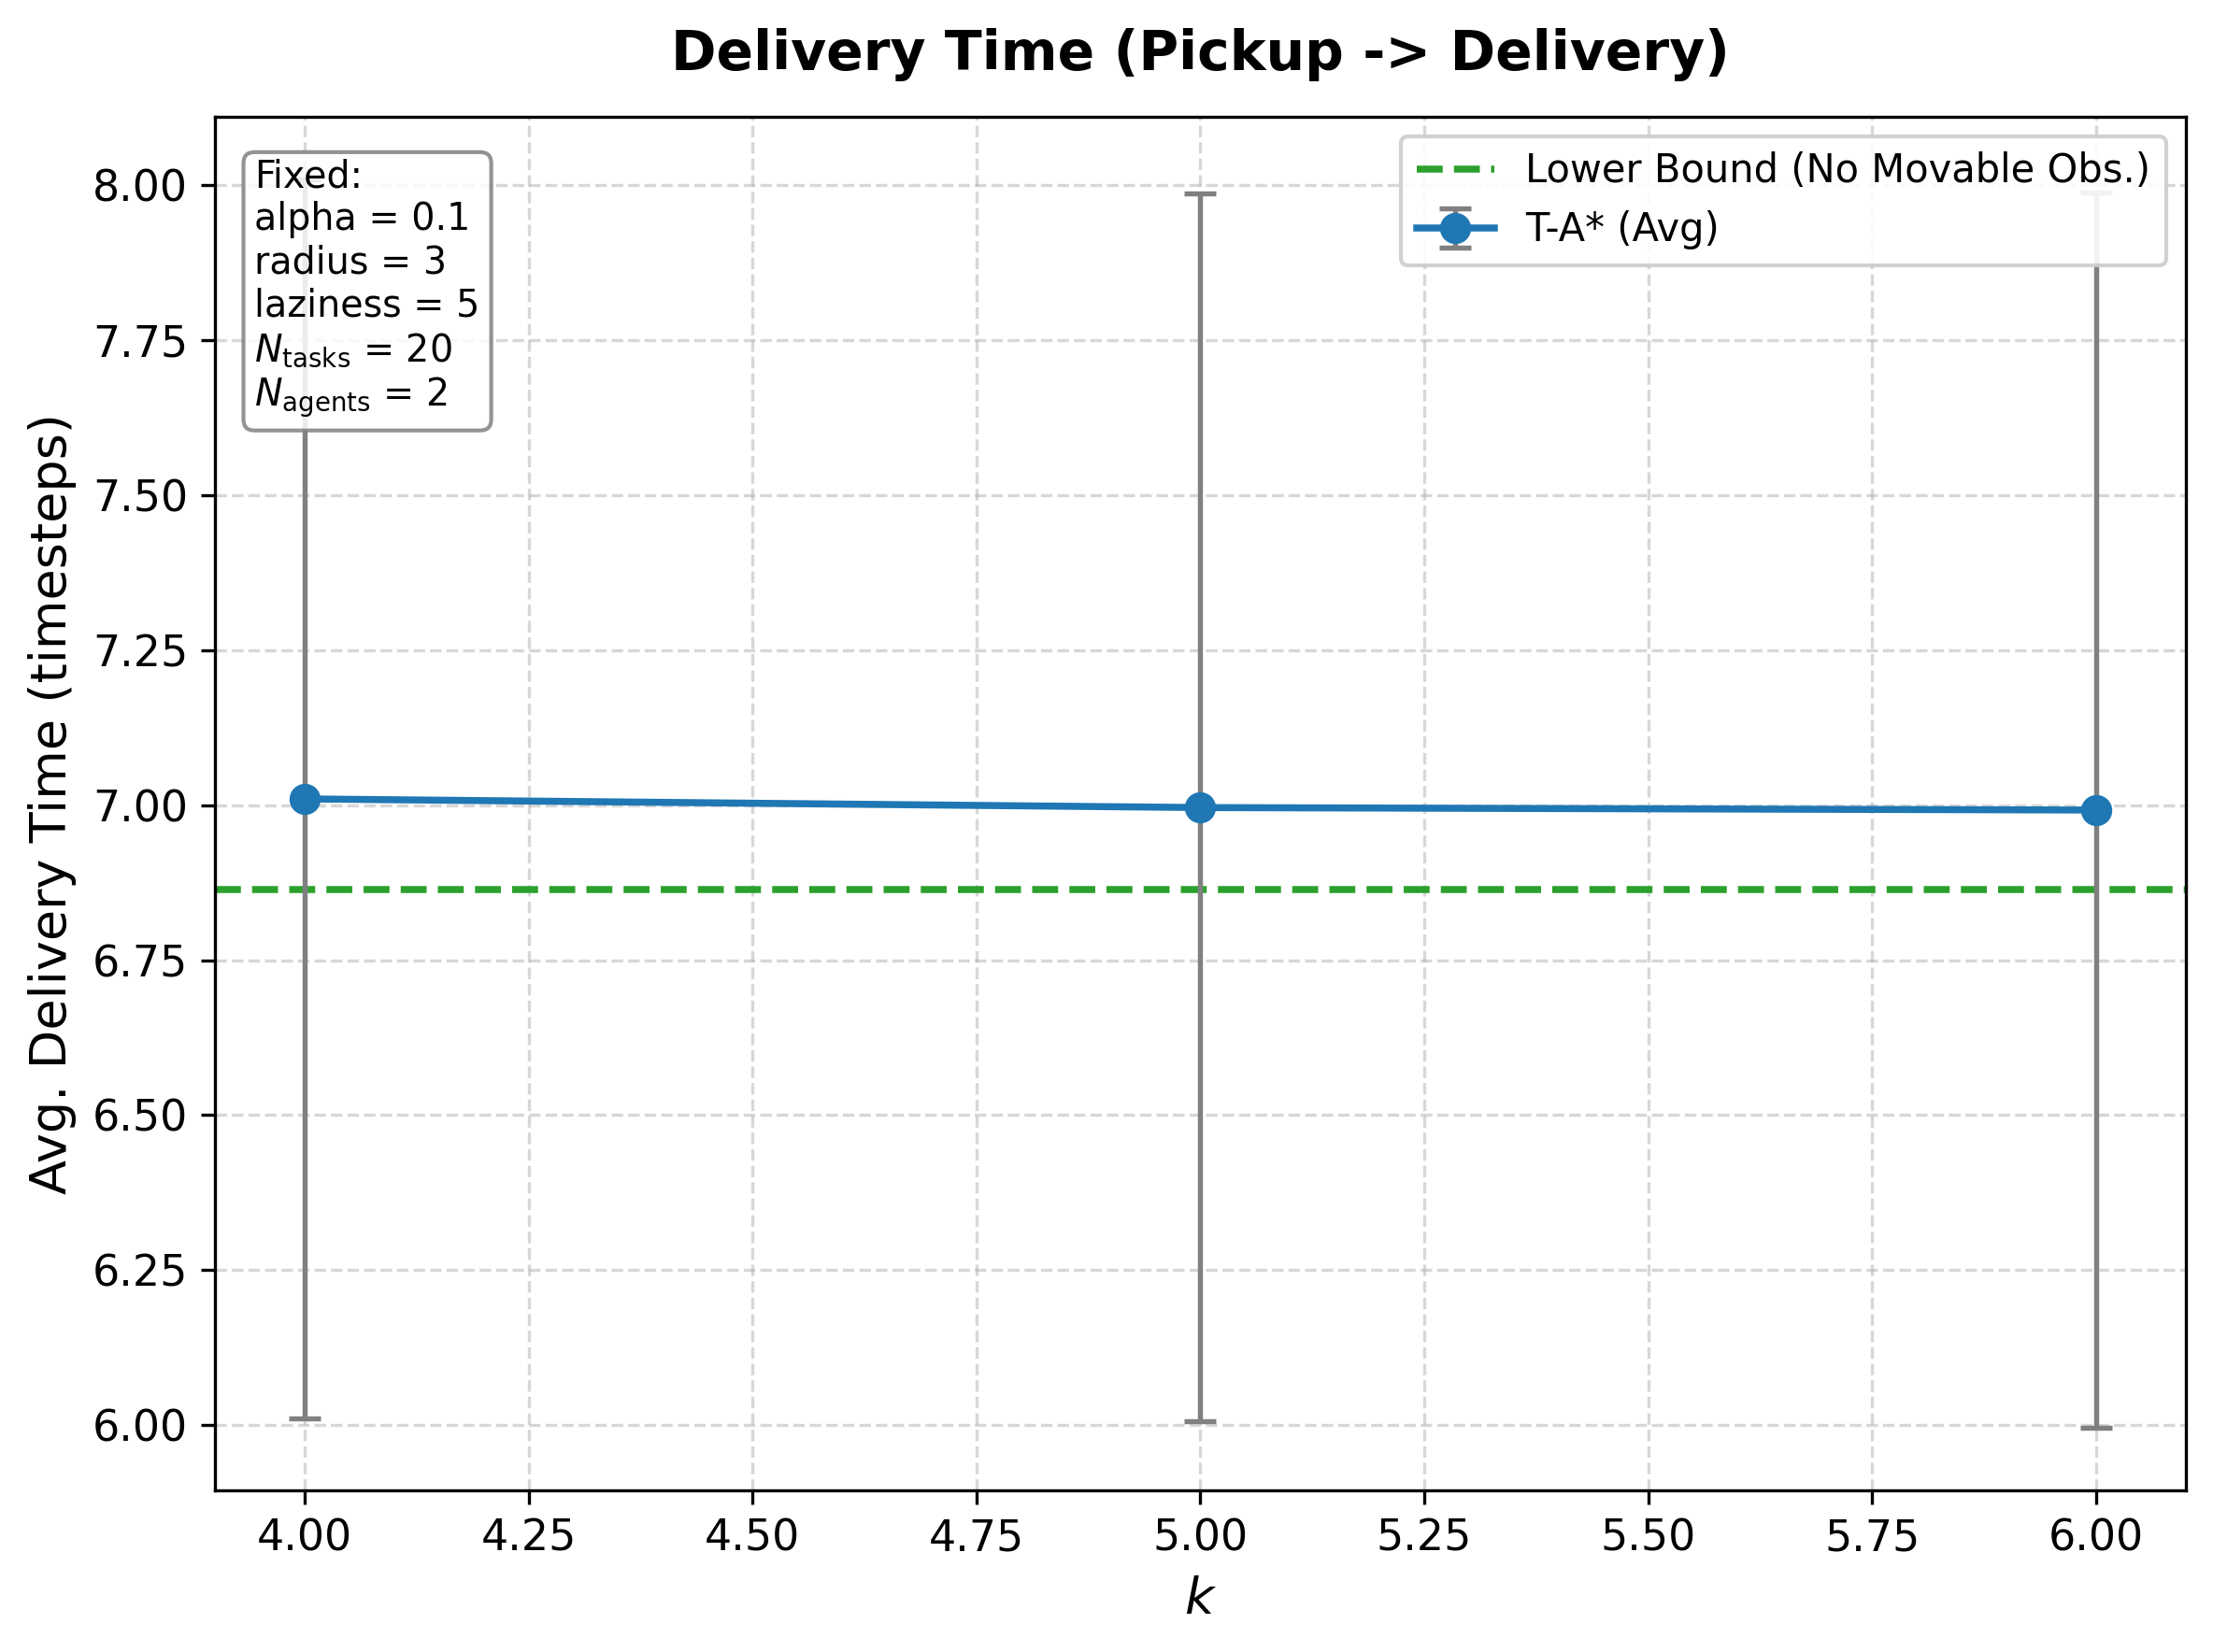 Delivery Time (Pickup -> Delivery)
Fixed:
alpha = 0.1
radius = 3
laziness = 5
N_tasks = 20
N_agents = 2
Lower Bound (No Movable Obs.)
T-A* (Avg)
Avg. Delivery Time (timesteps)
8.00
7.75
7.50
7.25
7.00
6.75
6.50
6.25
6.00
4.00 4.25 4.50 4.75 5.00 5.25 5.50 5.75 6.00
k